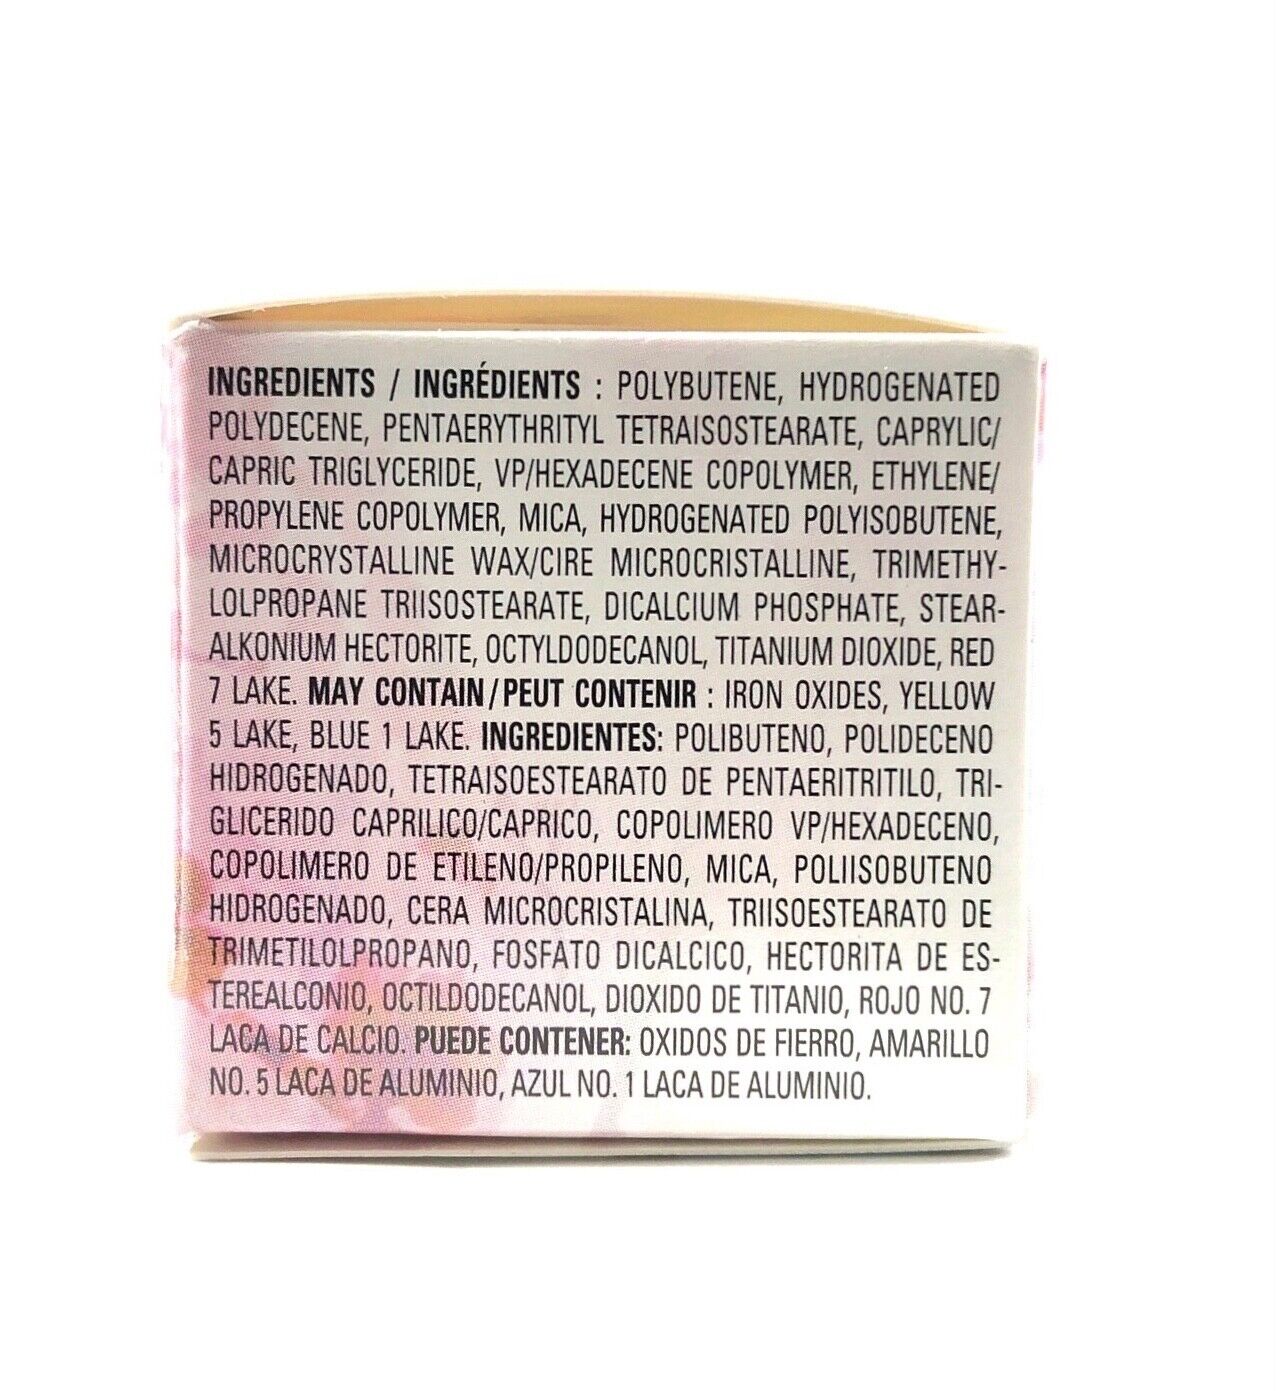 INGREDIENTS / INGRÉDIENTS : POLYBUTENE, HYDROGENATED
POLYDECENE, PENTAERYTHRITYL TETRAISOSTEARATE, CAPRYLIC/
CAPRIC TRIGLYCERIDE, VP/HEXADECENE COPOLYMER, ETHYLENE/
PROPYLENE COPOLYMER, MICA, HYDROGENATED POLYISOBUTENE,
MICROCRYSTALLINE WAX/CIRE MICROCRISTALLINE, TRIMETHY-
LOLPROPANE TRIISOSTEARATE, DICALCIUM PHOSPHATE, STEAR-
ALKONIUM HECTORITE, OCTYLDODECANOL, TITANIUM DIOXIDE, RED
7 LAKE. MAY CONTAIN/PEUT CONTENIR : IRON OXIDES, YELLOW
5 LAKE, BLUE 1 LAKE. INGREDIENTES: POLIBUTENO, POLIDECENO
HIDROGENADO, TETRAISOESTEARATO DE PENTAERITRITILO, TRI-
GLICERIDO CAPRILICO/CAPRICO, COPOLIMERO VP/HEXADECENO,
COPOLIMERO DE ETILENO/PROPILENO, MICA, POLIISOBUTENO
HIDROGENADO, CERA MICROCRISTALINA, TRIISOESTEARATO DE
TRIMETILOLPROPANO, FOSFATO DICALCICO, HECTORITA DE ES-
TEREALCONIO, OCTILDODECANOL, DIOXIDO DE TITANIO, ROJO NO. 7
LACA DE CALCIO. PUEDE CONTENER: OXIDOS DE FIERRO, AMARILLO
NO. 5 LACA DE ALUMINIO, AZUL NO. 1 LACA DE ALUMINIO.